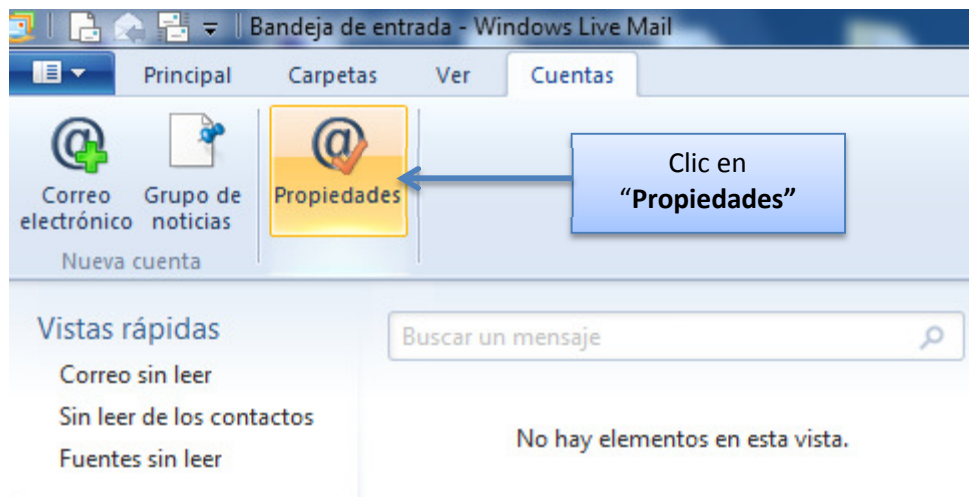 Bandeja de entrada - Windows Live Mail
Principal Carpetas Ver Cuentas
Correo electrónico
Grupo de noticias
Propiedades
Nueva cuenta
Clic en
“Propiedades”
Vistas rápidas
Correo sin leer
Sin leer de los contactos
Fuentes sin leer
Buscar un mensaje
No hay elementos en esta vista.